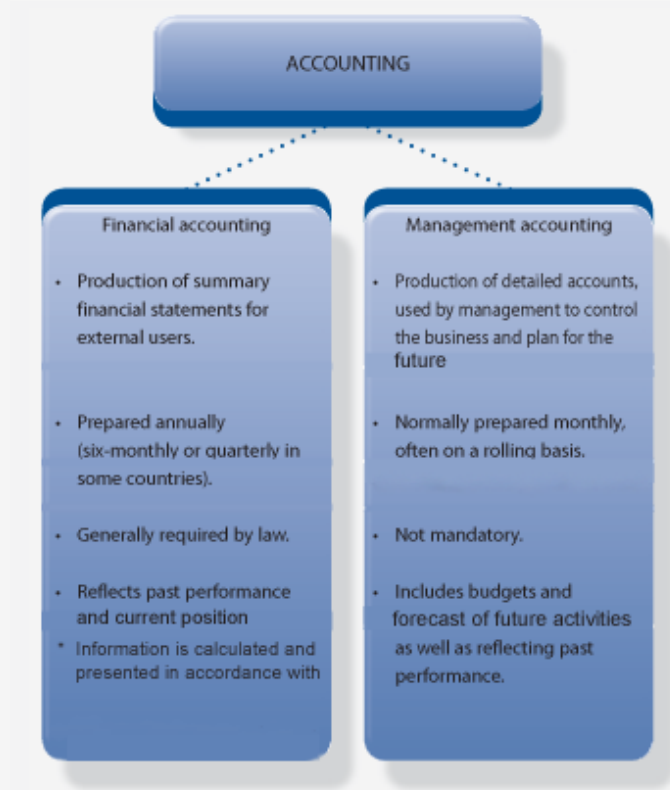 ACCOUNTING
Financial accounting
• Production of summary
financial statements for
external users.
• Prepared annually
(six-monthly or quarterly in
some countries).
• Generally required by law.
• Reflects past performance
and current position
* Information is calculated and
presented in accordance with
Management accounting
• Production of detailed accounts,
used by management to control
the business and plan for the
future
• Normally prepared monthly,
often on a rolling basis.
• Not mandatory.
• Includes budgets and
forecast of future activities
as well as reflecting past
performance.